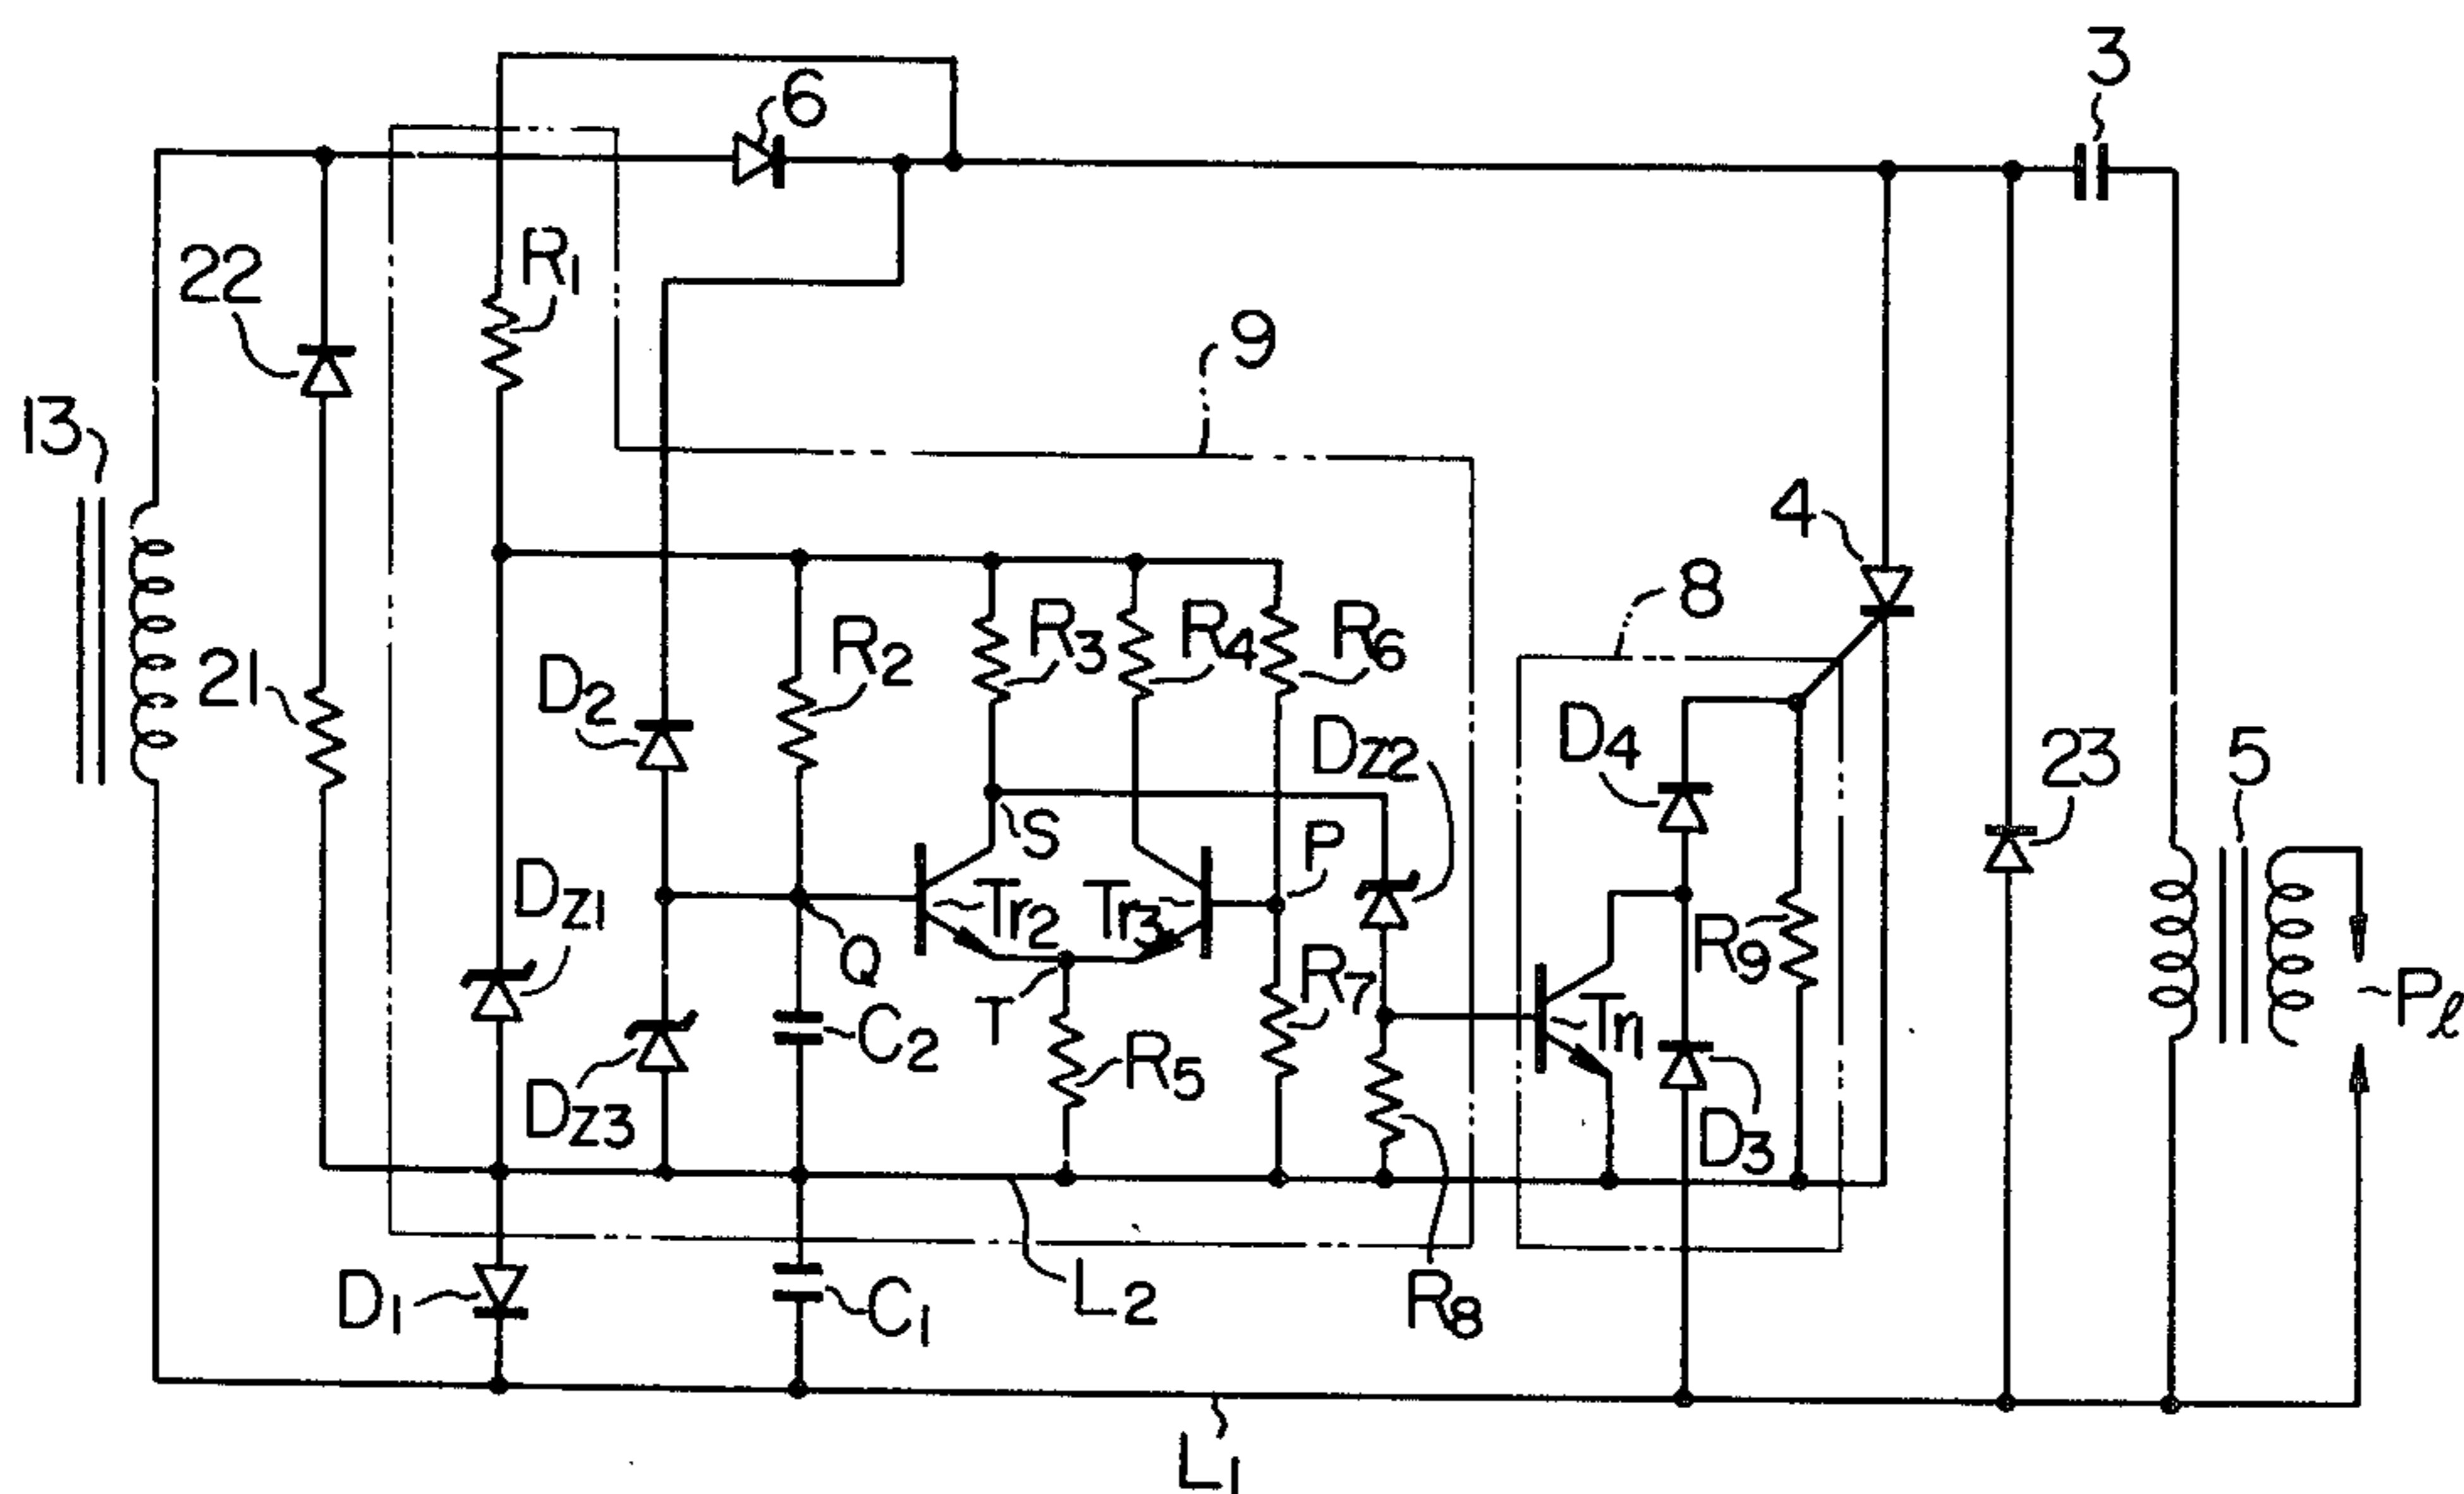 3
6
R1
22
9
13
4
8
R2
R3
R4
R6
21
D2
DZ2
D4
23
5
S
P
DZ1
Tr2
Tr3
Q
R9
R7
Pℓ
T
C2
Tr1
R5
DZ3
D3
D1
C1
L2
R8
L1